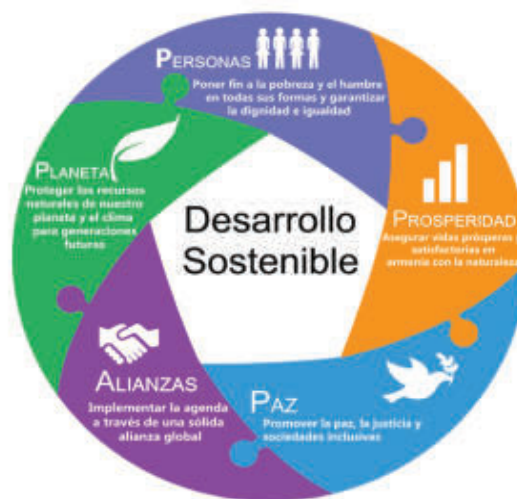 PERSONAS
Poner fin a la pobreza y el hambre
en todas sus formas y garantizar
la dignidad e igualdad
PROSPERIDAD
Asegurar vidas prósperas y
satisfactorias en
armonía con la naturaleza
PAZ
Promover la paz, la justicia y
sociedades inclusivas
ALIANZAS
Implementar la agenda
a través de una sólida
alianza global
PLANETA
Proteger los recursos
naturales de nuestro
planeta y el clima
para generaciones
futuras
Desarrollo
Sostenible